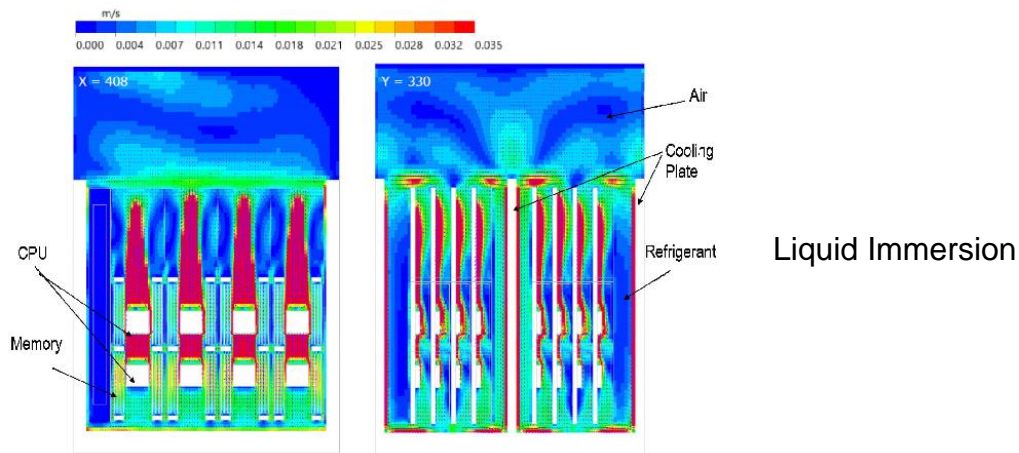 m/s
0.000 0.004 0.007 0.011 0.014 0.018 0.021 0.025 0.028 0.032 0.035
X = 408
Y = 330
Air
Cooling
Plate
CPU
Refrigerant
Liquid Immersion
Memory